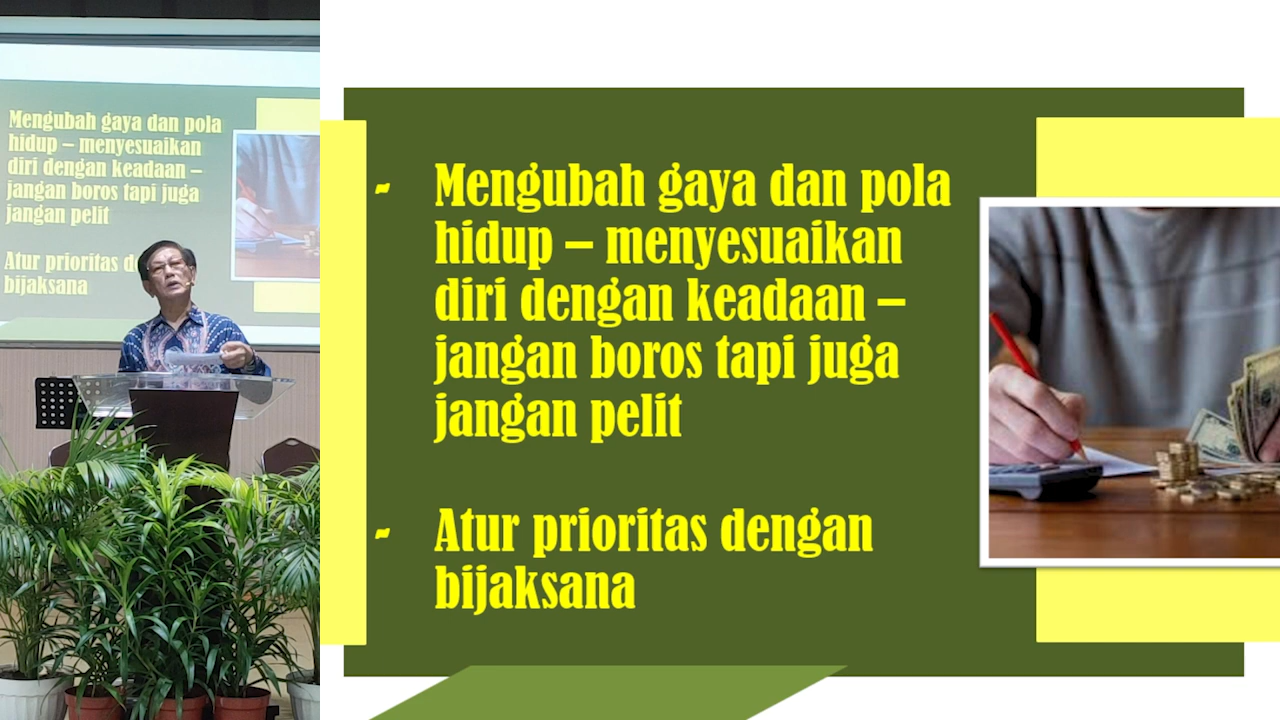 Mengubah gaya dan pola
hidup – menyesuaikan
diri dengan keadaan –
jangan boros tapi juga
jangan pelit
Atur prioritas d
bijaksana
- Mengubah gaya dan pola
hidup – menyesuaikan
diri dengan keadaan –
jangan boros tapi juga
jangan pelit
- Atur prioritas dengan
bijaksana